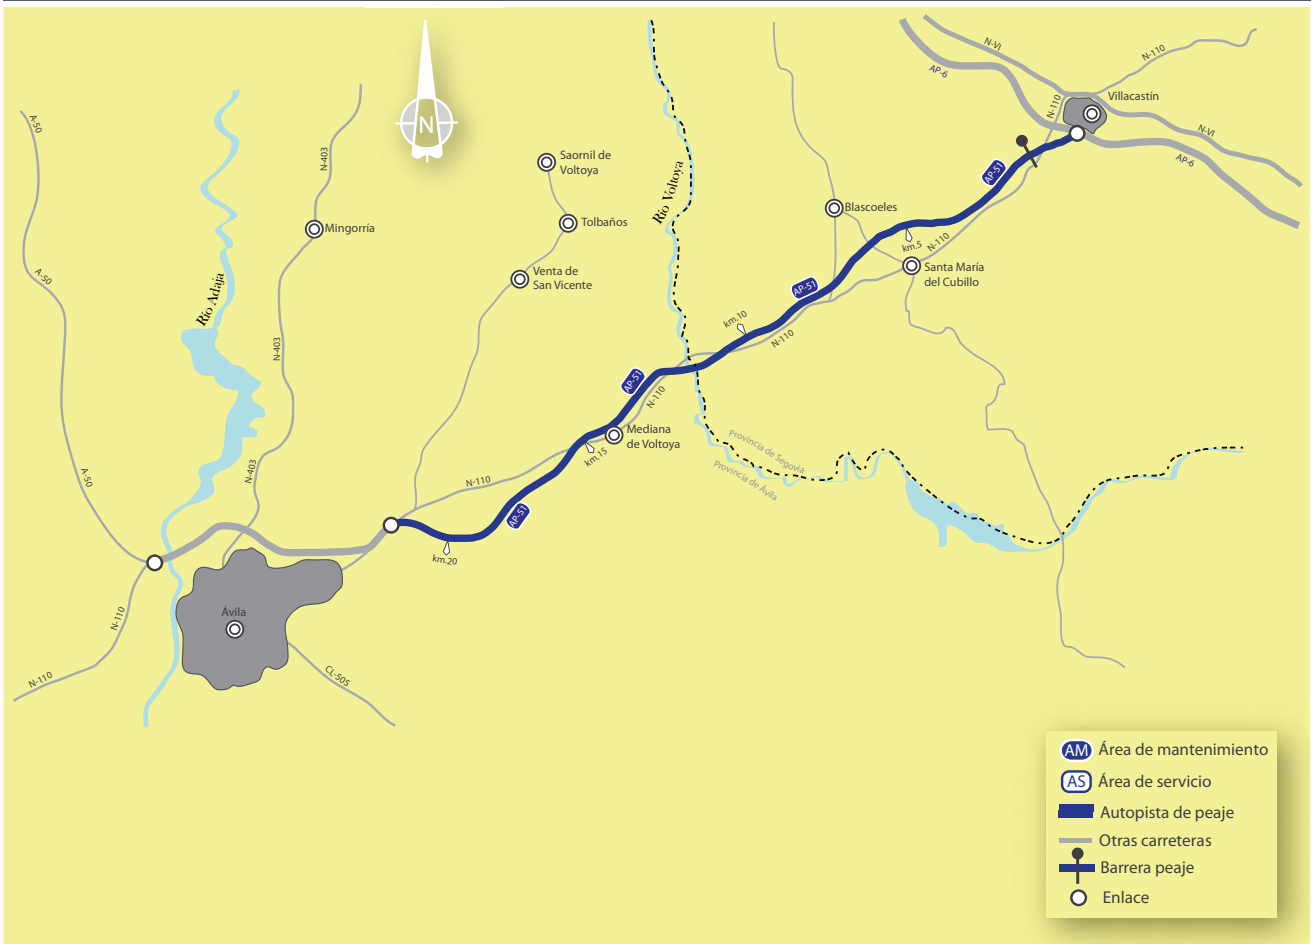 N-VI
N-110
AP-6
Villacastín
N-110
N-VI
AP-6
A-50
N-403
N
Saornil de
Voltoya
Río Voltoya
AP-51
Mingorría
Tolbaños
Blascoeles
km.5
N-110
A-50
Río Adaja
Venta de
San Vicente
Santa María
del Cubillo
AP-51
km.10
N-110
N-403
AP-51
N-110
Mediana
de Voltoya
Provincia de Segovia
Provincia de Ávila
km.15
A-50
N-403
N-110
AP-51
km.20
Ávila
N-110
N-110
CL-505
AM Área de mantenimiento
AS Área de servicio
Autopista de peaje
Otras carreteras
Barrera peaje
Enlace